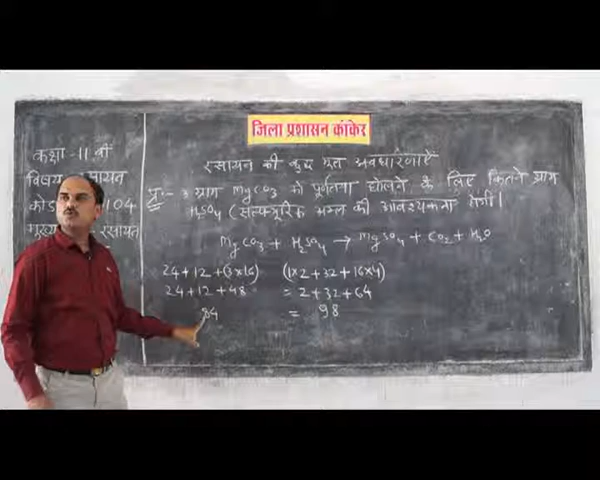 जिला प्रशासन कांकेर
रसायन की कुछ मूल अवधारणाएँ
कक्षा -11 वीं
विषय
कोड 104
रसायन
प्र:- 3 ग्राम MgCO3 को पूर्णतया घोलने के लिए कितने ग्राम
H2SO4 (सल्फ्यूरिक अम्ल की आवश्यकता होगी।
MgCO3 + H2SO4 → MgSO4 + CO2 + H2O
24+12+(3×16) (1×2+32+16×4)
24+12+48 = 2+32+64
84 = 98